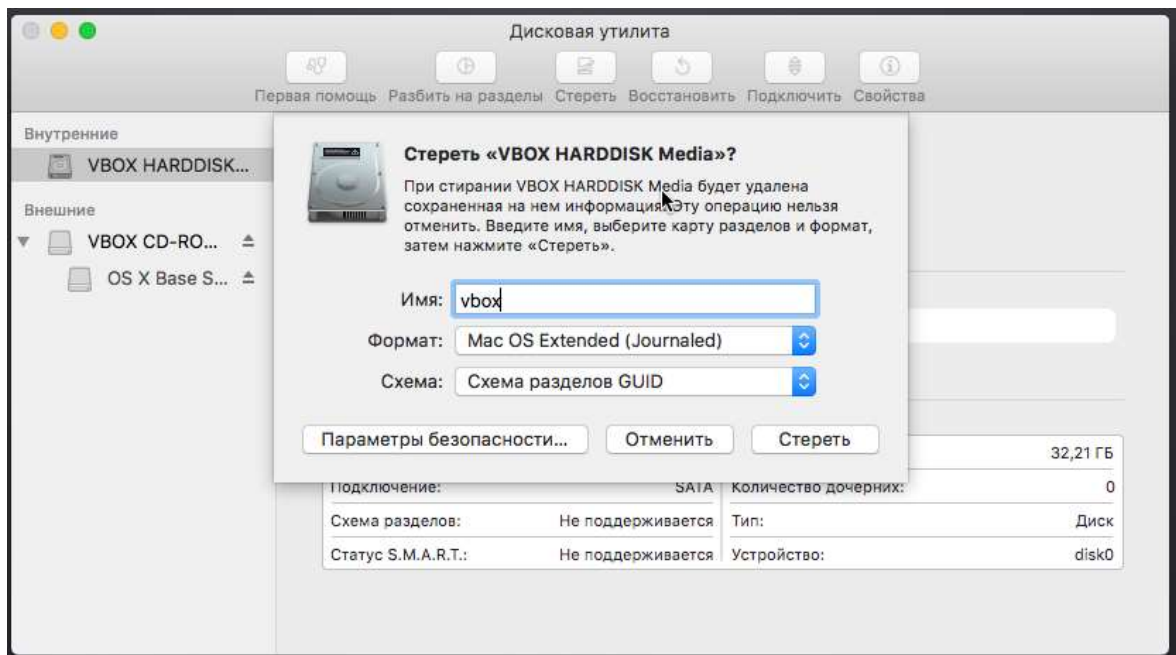 Дисковая утилита
Первая помощь Разбить на разделы Стереть Восстановить Подключить Свойства
Внутренние
VBOX HARDDISK...
Внешние
VBOX CD-RO...
OS X Base S...
Стереть «VBOX HARDDISK Media»?
При стирании VBOX HARDDISK Media будет удалена
сохраненная на нем информация. Эту операцию нельзя
отменить. Введите имя, выберите карту разделов и формат,
затем нажмите «Стереть».
Имя: vbox
Формат: Mac OS Extended (Journaled)
Схема: Схема разделов GUID
Параметры безопасности... Отменить Стереть
32,21 ГБ
Подключение: SATA Количество дочерних: 0
Схема разделов: Не поддерживается Тип: Диск
Статус S.M.A.R.T.: Не поддерживается Устройство: disk0